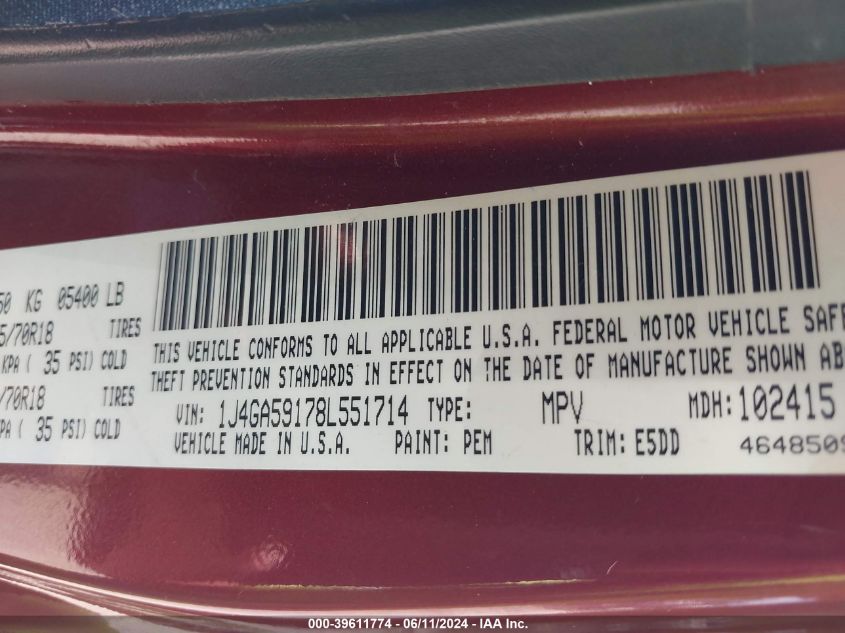 50 KG 05400 LB
5/70R18 TIRES
KPA ( 35 PSI) COLD
/70R18 TIRES
PA ( 35 PSI) COLD
THIS VEHICLE CONFORMS TO ALL APPLICABLE U.S.A. FEDERAL MOTOR VEHICLE SAFE
THEFT PREVENTION STANDARDS IN EFFECT ON THE DATE OF MANUFACTURE SHOWN AB
VIN: 1J4GA59178L551714 TYPE: MPV MDH: 102415
VEHICLE MADE IN U.S.A. PAINT: PEM TRIM: E5DD 4648509
000-39611774 - 06/11/2024 - IAA Inc.